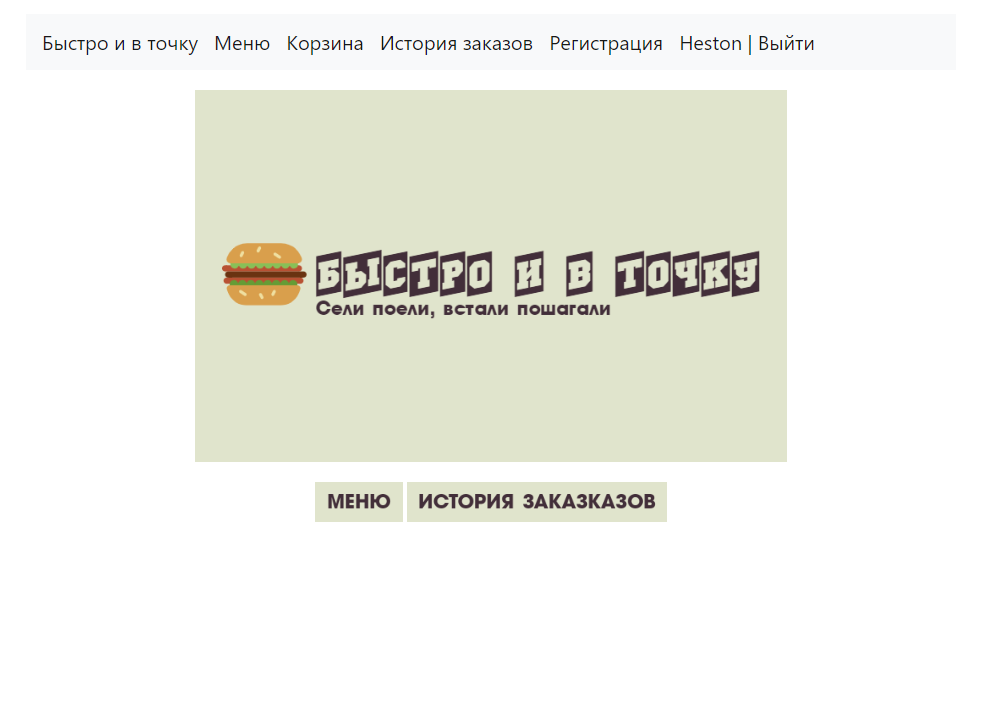 Быстро и в точку Меню Корзина История заказов Регистрация Heston | Выйти
БЫСТРО И В ТОЧКУ
Сели поели, встали пошагали
МЕНЮ ИСТОРИЯ ЗАКАЗКАЗОВ